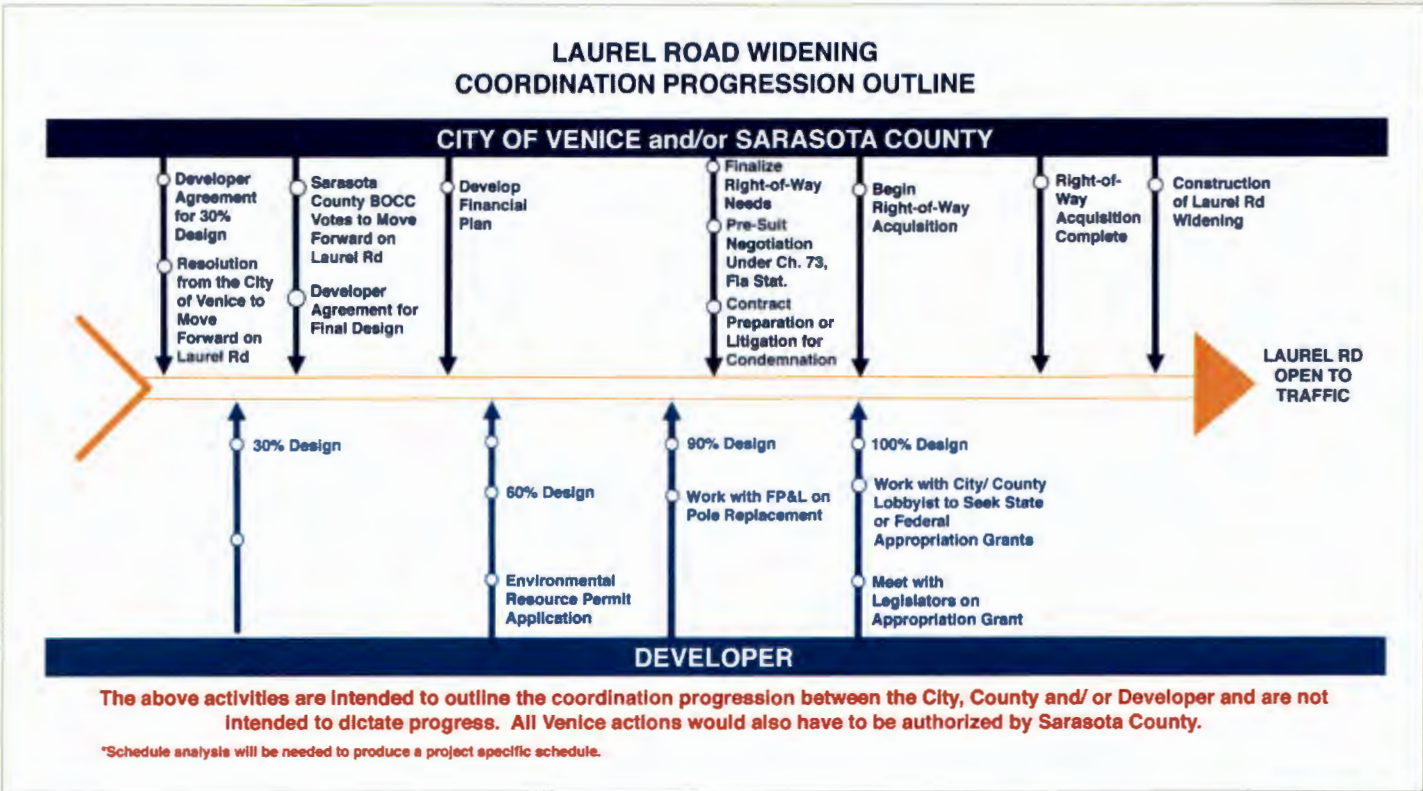 LAUREL ROAD WIDENING
COORDINATION PROGRESSION OUTLINE
CITY OF VENICE and/or SARASOTA COUNTY
Developer
Agreement
for 30%
Design
Resolution
from the City
of Venice to
Move
Forward on
Laurel Rd
Sarasota
County BOCC
Votes to Move
Forward on
Laurel Rd
Developer
Agreement for
Final Design
Develop
Financial
Plan
Finalize
Right-of-Way
Needs
Pre-Suit
Negotiation
Under Ch. 73,
Fla Stat.
Contract
Preparation or
Litigation for
Condemnation
Begin
Right-of-Way
Acquisition
Right-of-
Way
Acquisition
Complete
Construction
of Laurel Rd
Widening
LAUREL RD
OPEN TO
TRAFFIC
30% Design
60% Design
Environmental
Resource Permit
Application
90% Design
Work with FP&L on
Pole Replacement
100% Design
Work with City/ County
Lobbyist to Seek State
or Federal
Appropriation Grants
Meet with
Legislators on
Appropriation Grant
DEVELOPER
The above activities are intended to outline the coordination progression between the City, County and/ or Developer and are not
intended to dictate progress. All Venice actions would also have to be authorized by Sarasota County.
*Schedule analysis will be needed to produce a project specific schedule.